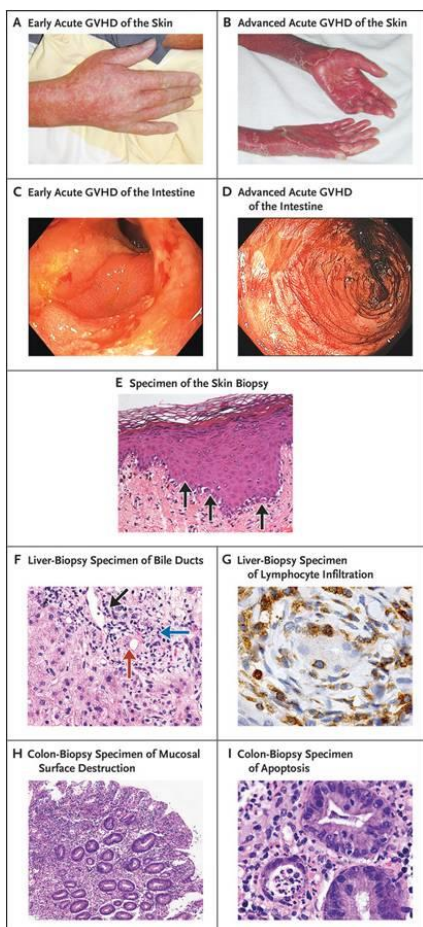 A Early Acute GVHD of the Skin
B Advanced Acute GVHD of the Skin
C Early Acute GVHD of the Intestine
D Advanced Acute GVHD
of the Intestine
E Specimen of the Skin Biopsy
F Liver-Biopsy Specimen of Bile Ducts
G Liver-Biopsy Specimen
of Lymphocyte Infiltration
H Colon-Biopsy Specimen of Mucosal
Surface Destruction
I Colon-Biopsy Specimen
of Apoptosis